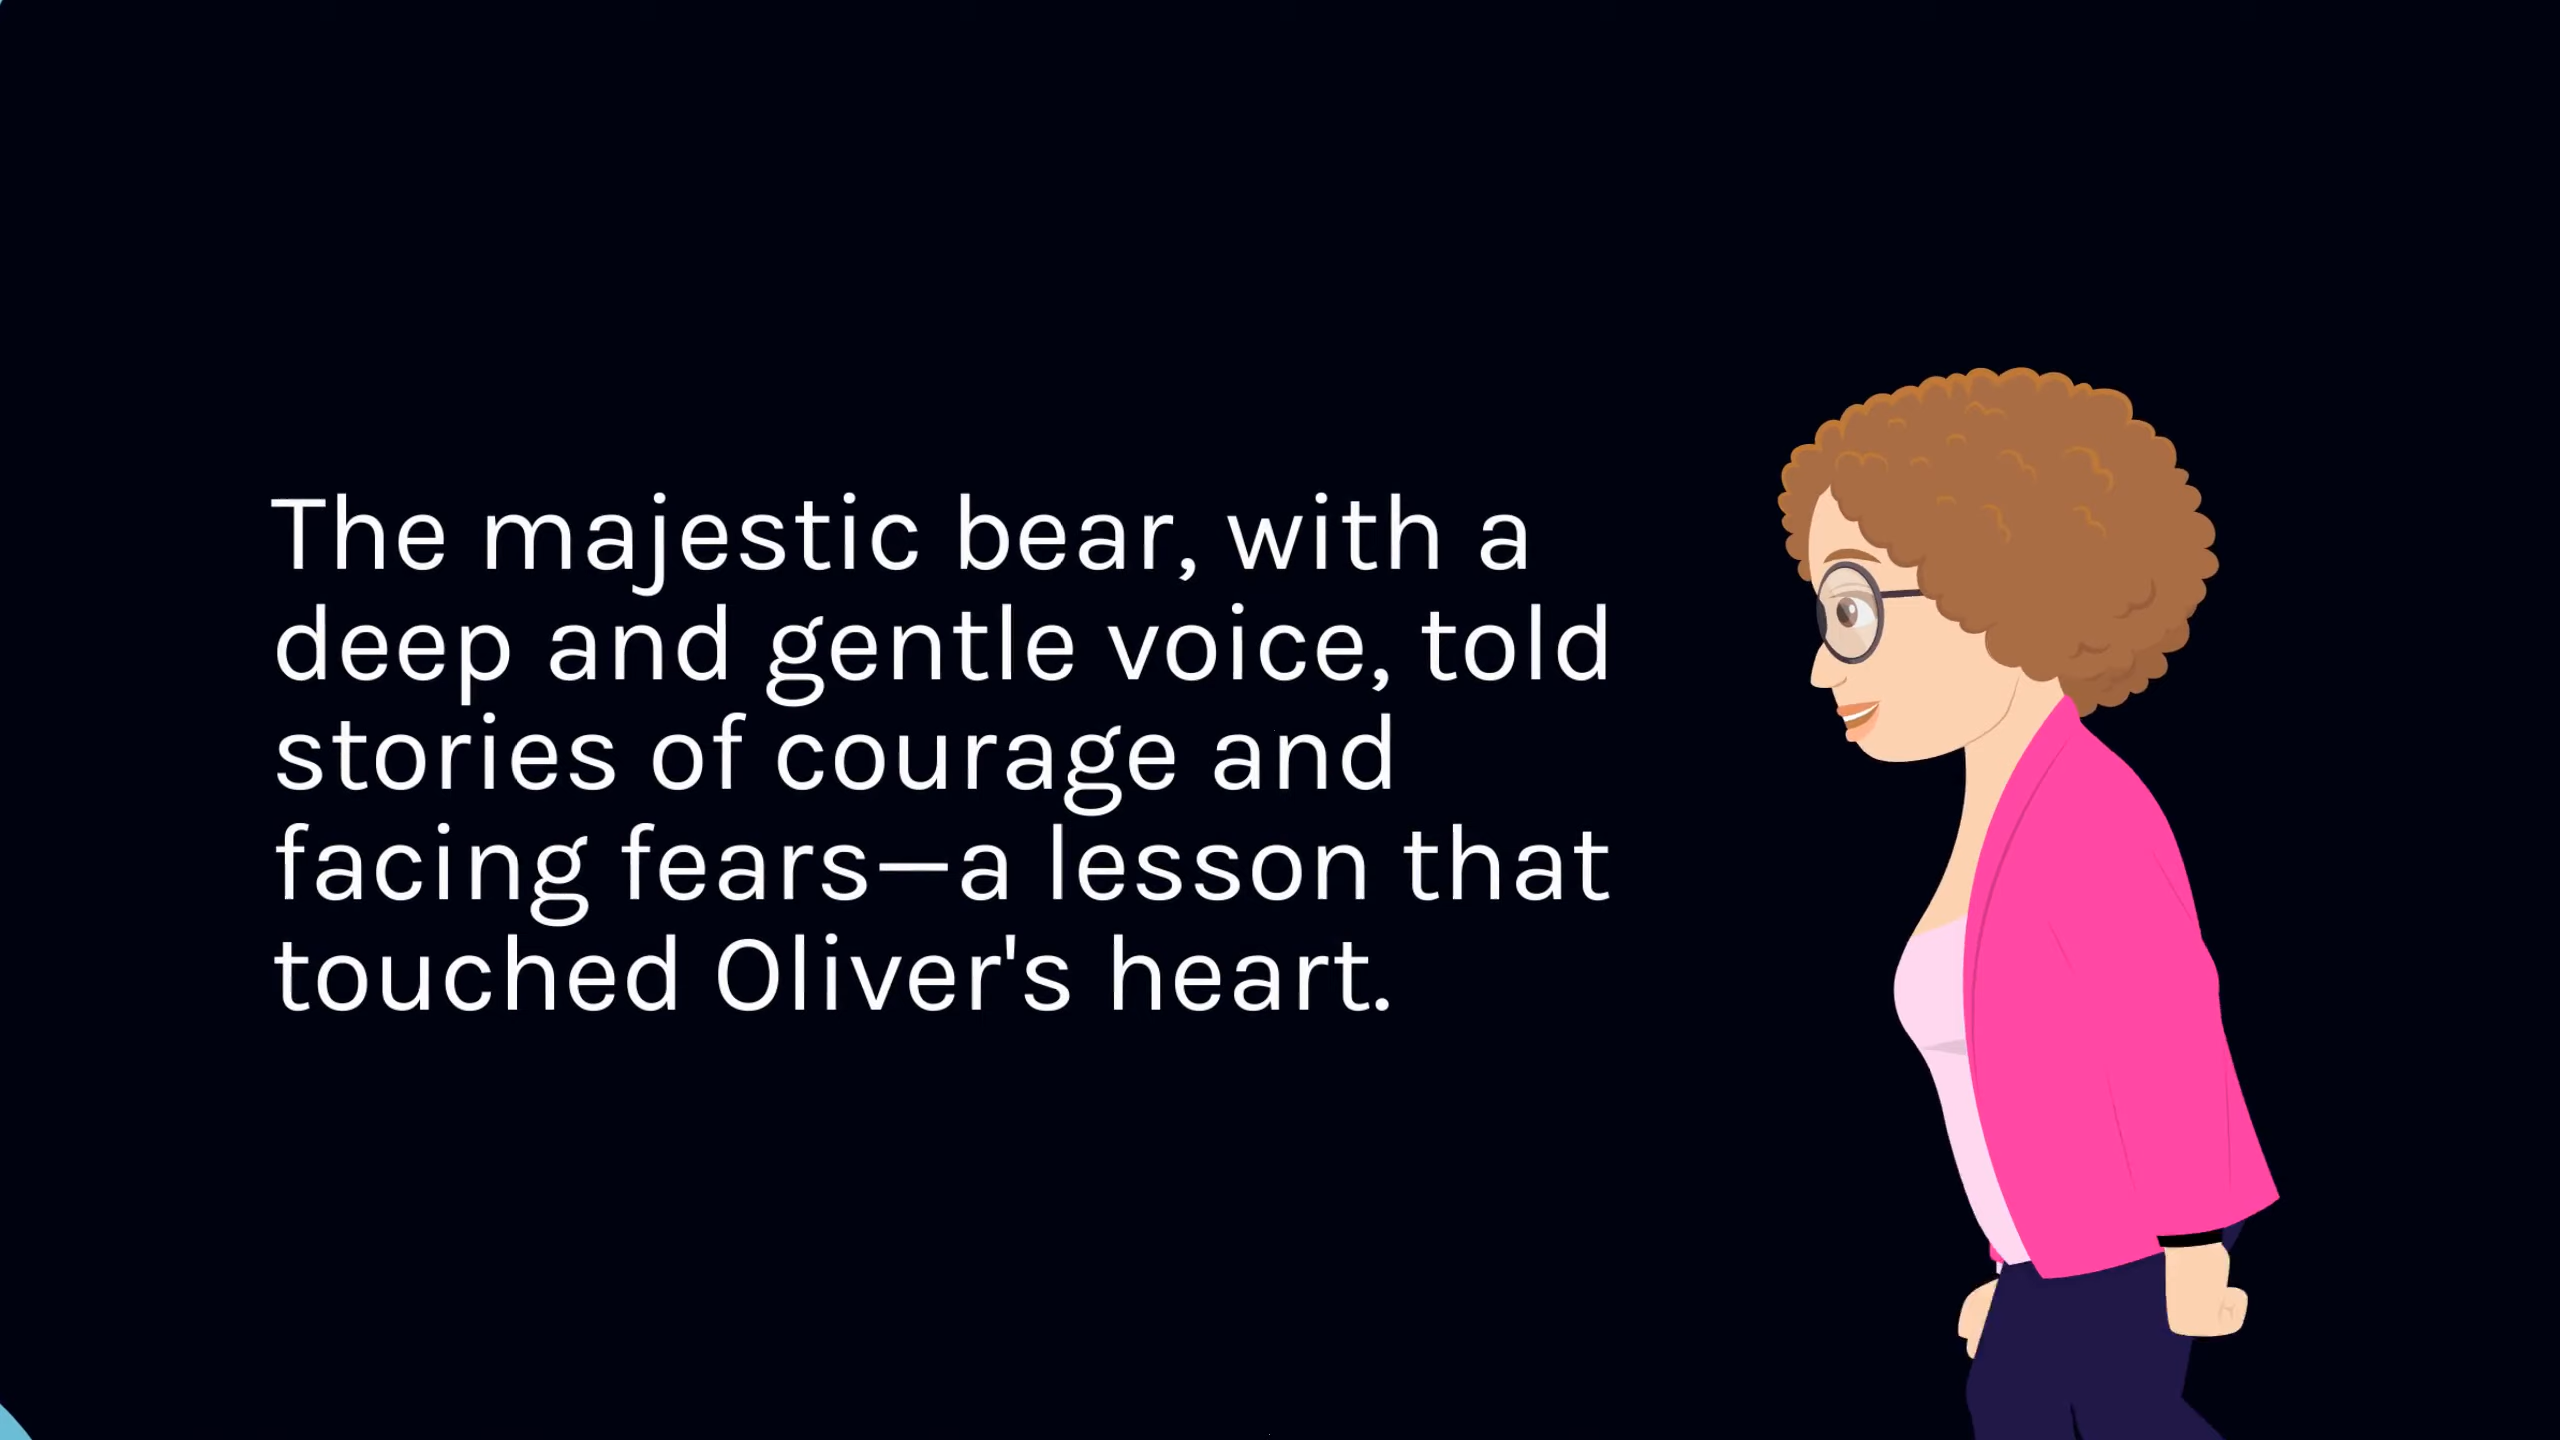 The majestic bear, with a
deep and gentle voice, told
stories of courage and
facing fears—a lesson that
touched Oliver's heart.